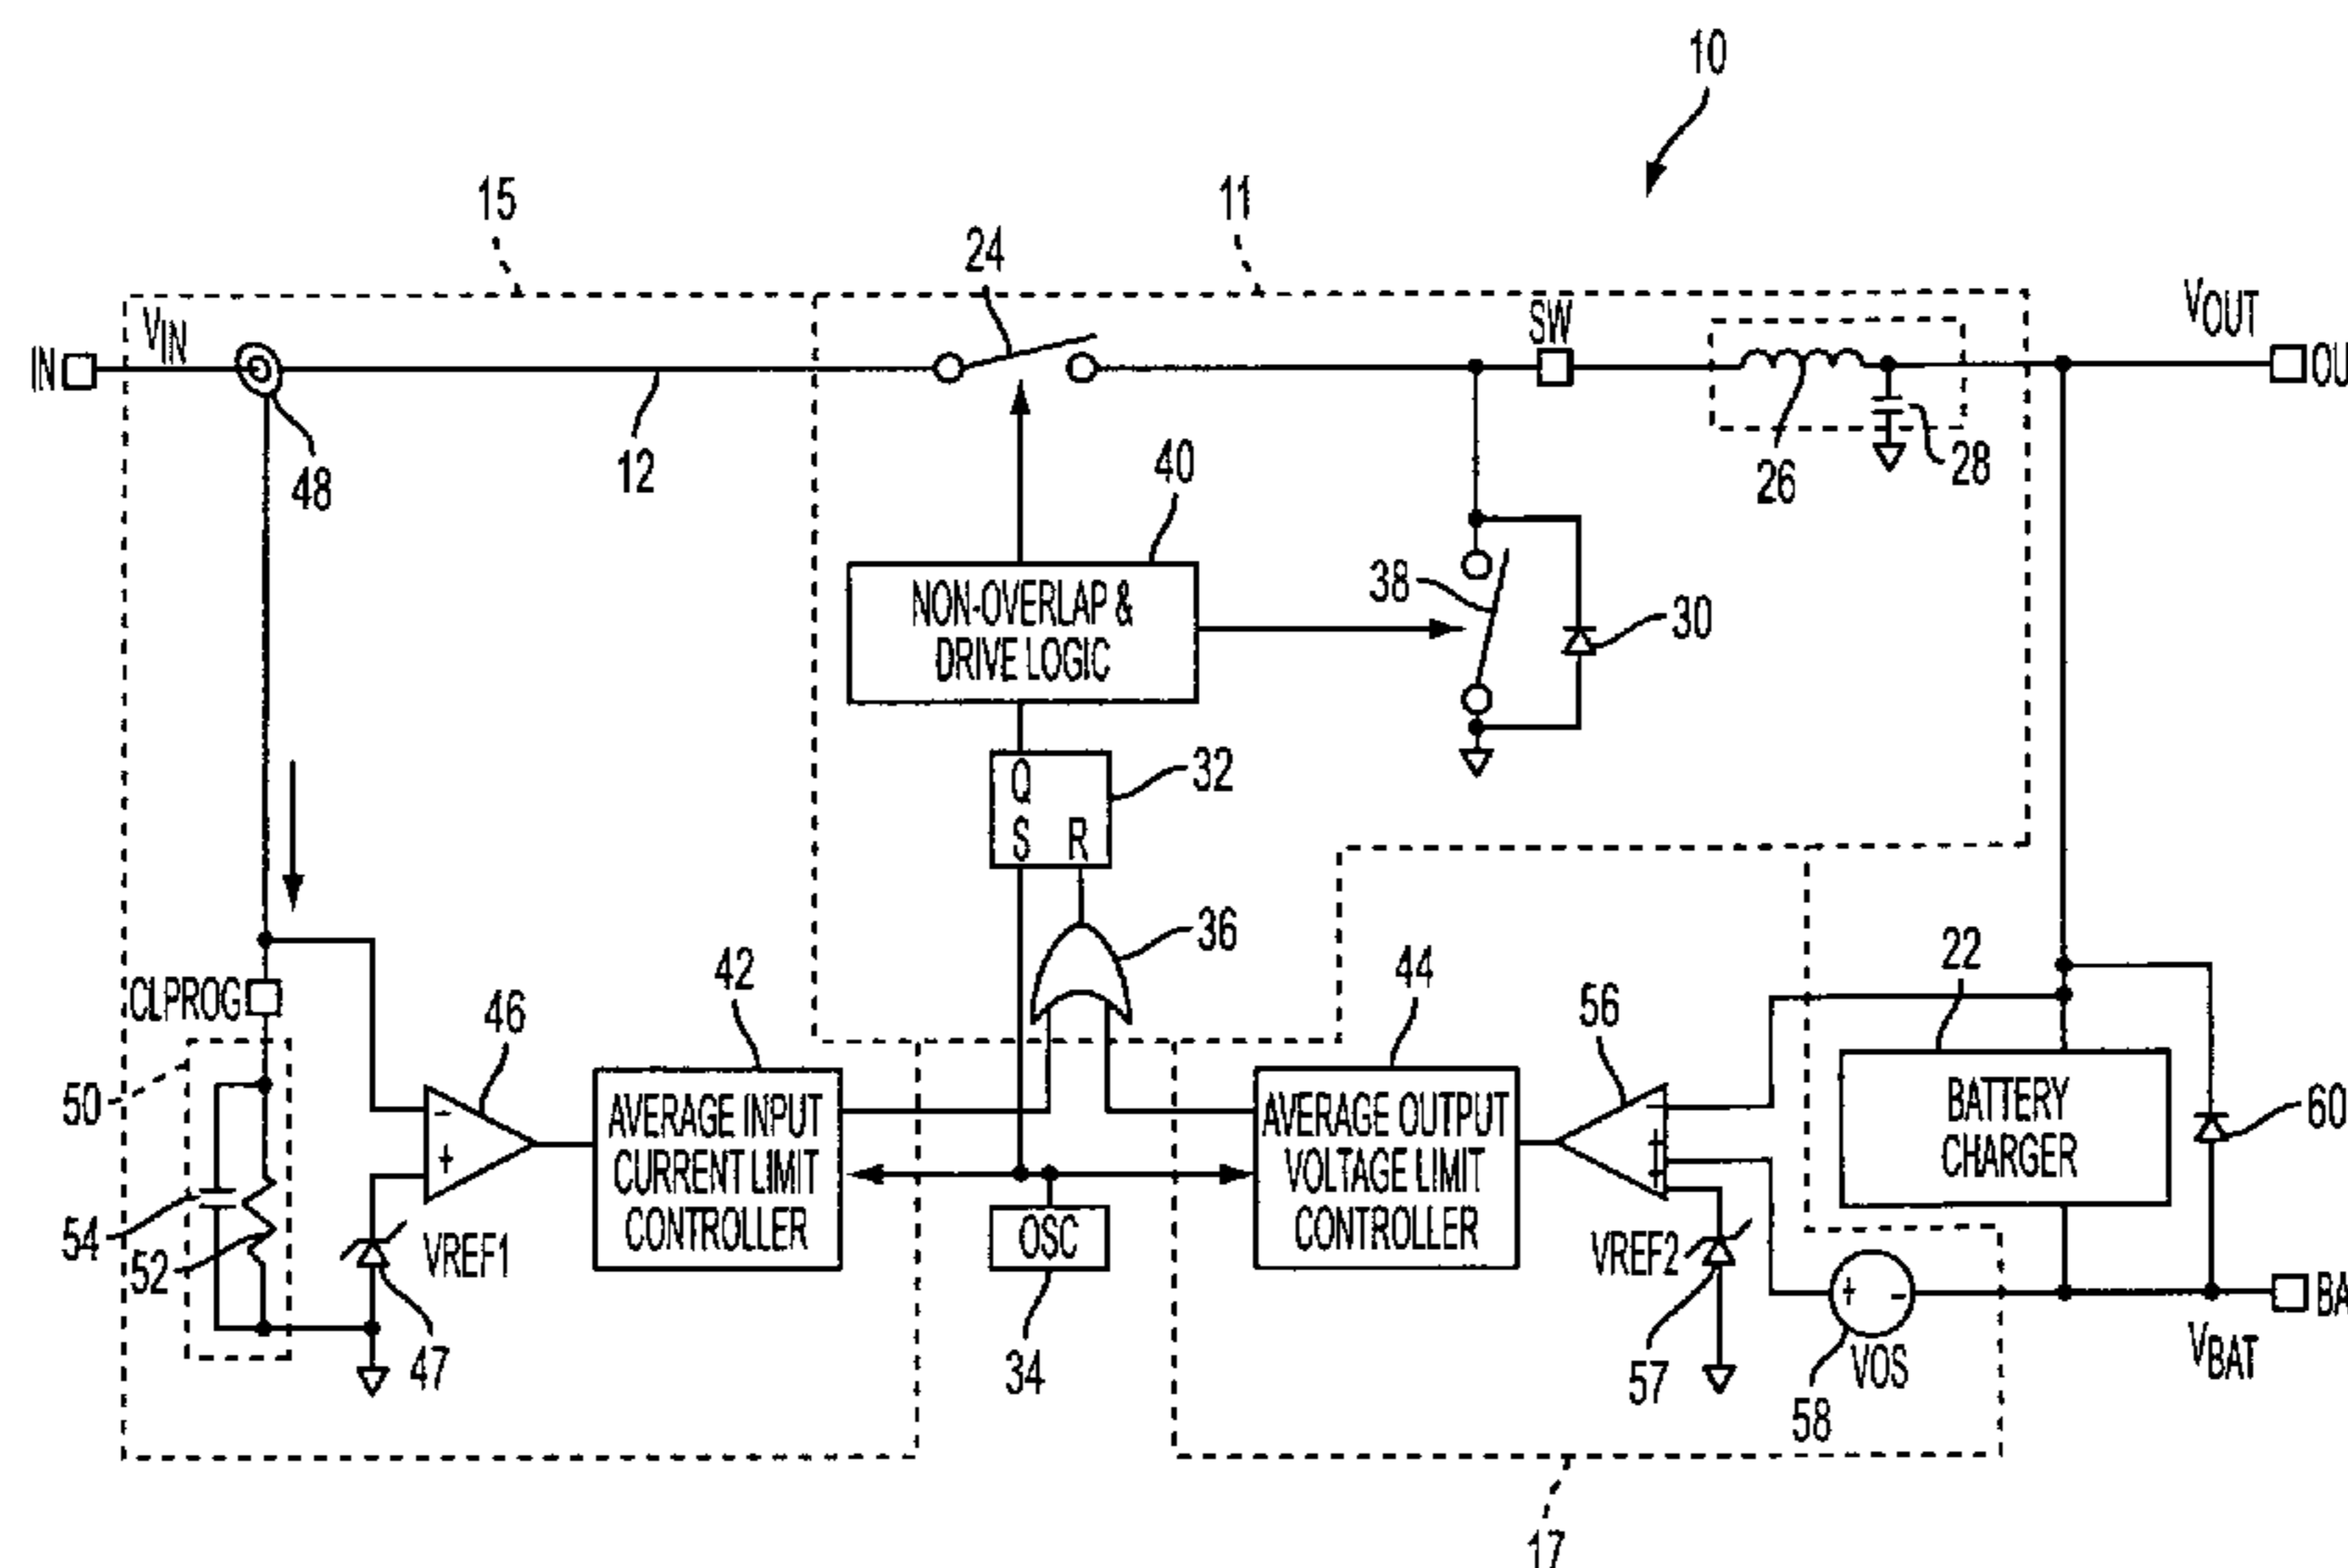 10
15
11
24
SW
VOUT
VIN
IN
OU
48
12
40
26
28
NON-OVERLAP &
DRIVE LOGIC
38
30
Q
S R
32
36
CLPROG
46
42
44
56
22
50
-
+
AVERAGE INPUT
CURRENT LIMIT
CONTROLLER
AVERAGE OUTPUT
VOLTAGE LIMIT
CONTROLLER
-
+
+
BATTERY
CHARGER
60
54
52
VREF1
47
OSC
34
VREF2
57
+ -
VOS
58
BA
VBAT
17